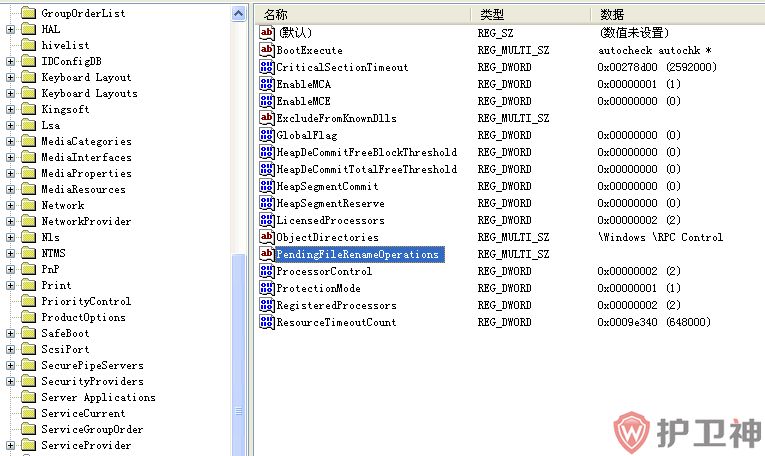 GroupOrderList
HAL
hivelist
IDConfigDB
Keyboard Layout
Keyboard Layouts
Kingsoft
Lsa
MediaCategories
MediaInterfaces
MediaProperties
MediaResources
Network
NetworkProvider
Nls
NTMS
PnP
Print
PriorityControl
ProductOptions
SafeBoot
ScsiPort
SecurePipeServers
SecurityProviders
Server Applications
ServiceCurrent
ServiceGroupOrder
ServiceProvider
名称 类型 数据
(默认) REG_SZ (数值未设置)
BootExecute REG_MULTI_SZ autocheck autochk *
CriticalSectionTimeout REG_DWORD 0x00278d00 (2592000)
EnableMCA REG_DWORD 0x00000001 (1)
EnableMCE REG_DWORD 0x00000000 (0)
ExcludeFromKnownDlls REG_MULTI_SZ
GlobalFlag REG_DWORD 0x00000000 (0)
HeapDeCommitFreeBlockThreshold REG_DWORD 0x00000000 (0)
HeapDeCommitTotalFreeThreshold REG_DWORD 0x00000000 (0)
HeapSegmentCommit REG_DWORD 0x00000000 (0)
HeapSegmentReserve REG_DWORD 0x00000000 (0)
LicensedProcessors REG_DWORD 0x00000002 (2)
ObjectDirectories REG_MULTI_SZ \Windows \RPC Control
PendingFileRenameOperations REG_MULTI_SZ
ProcessorControl REG_DWORD 0x00000002 (2)
ProtectionMode REG_DWORD 0x00000001 (1)
RegisteredProcessors REG_DWORD 0x00000002 (2)
ResourceTimeoutCount REG_DWORD 0x0009e340 (648000)
护卫神